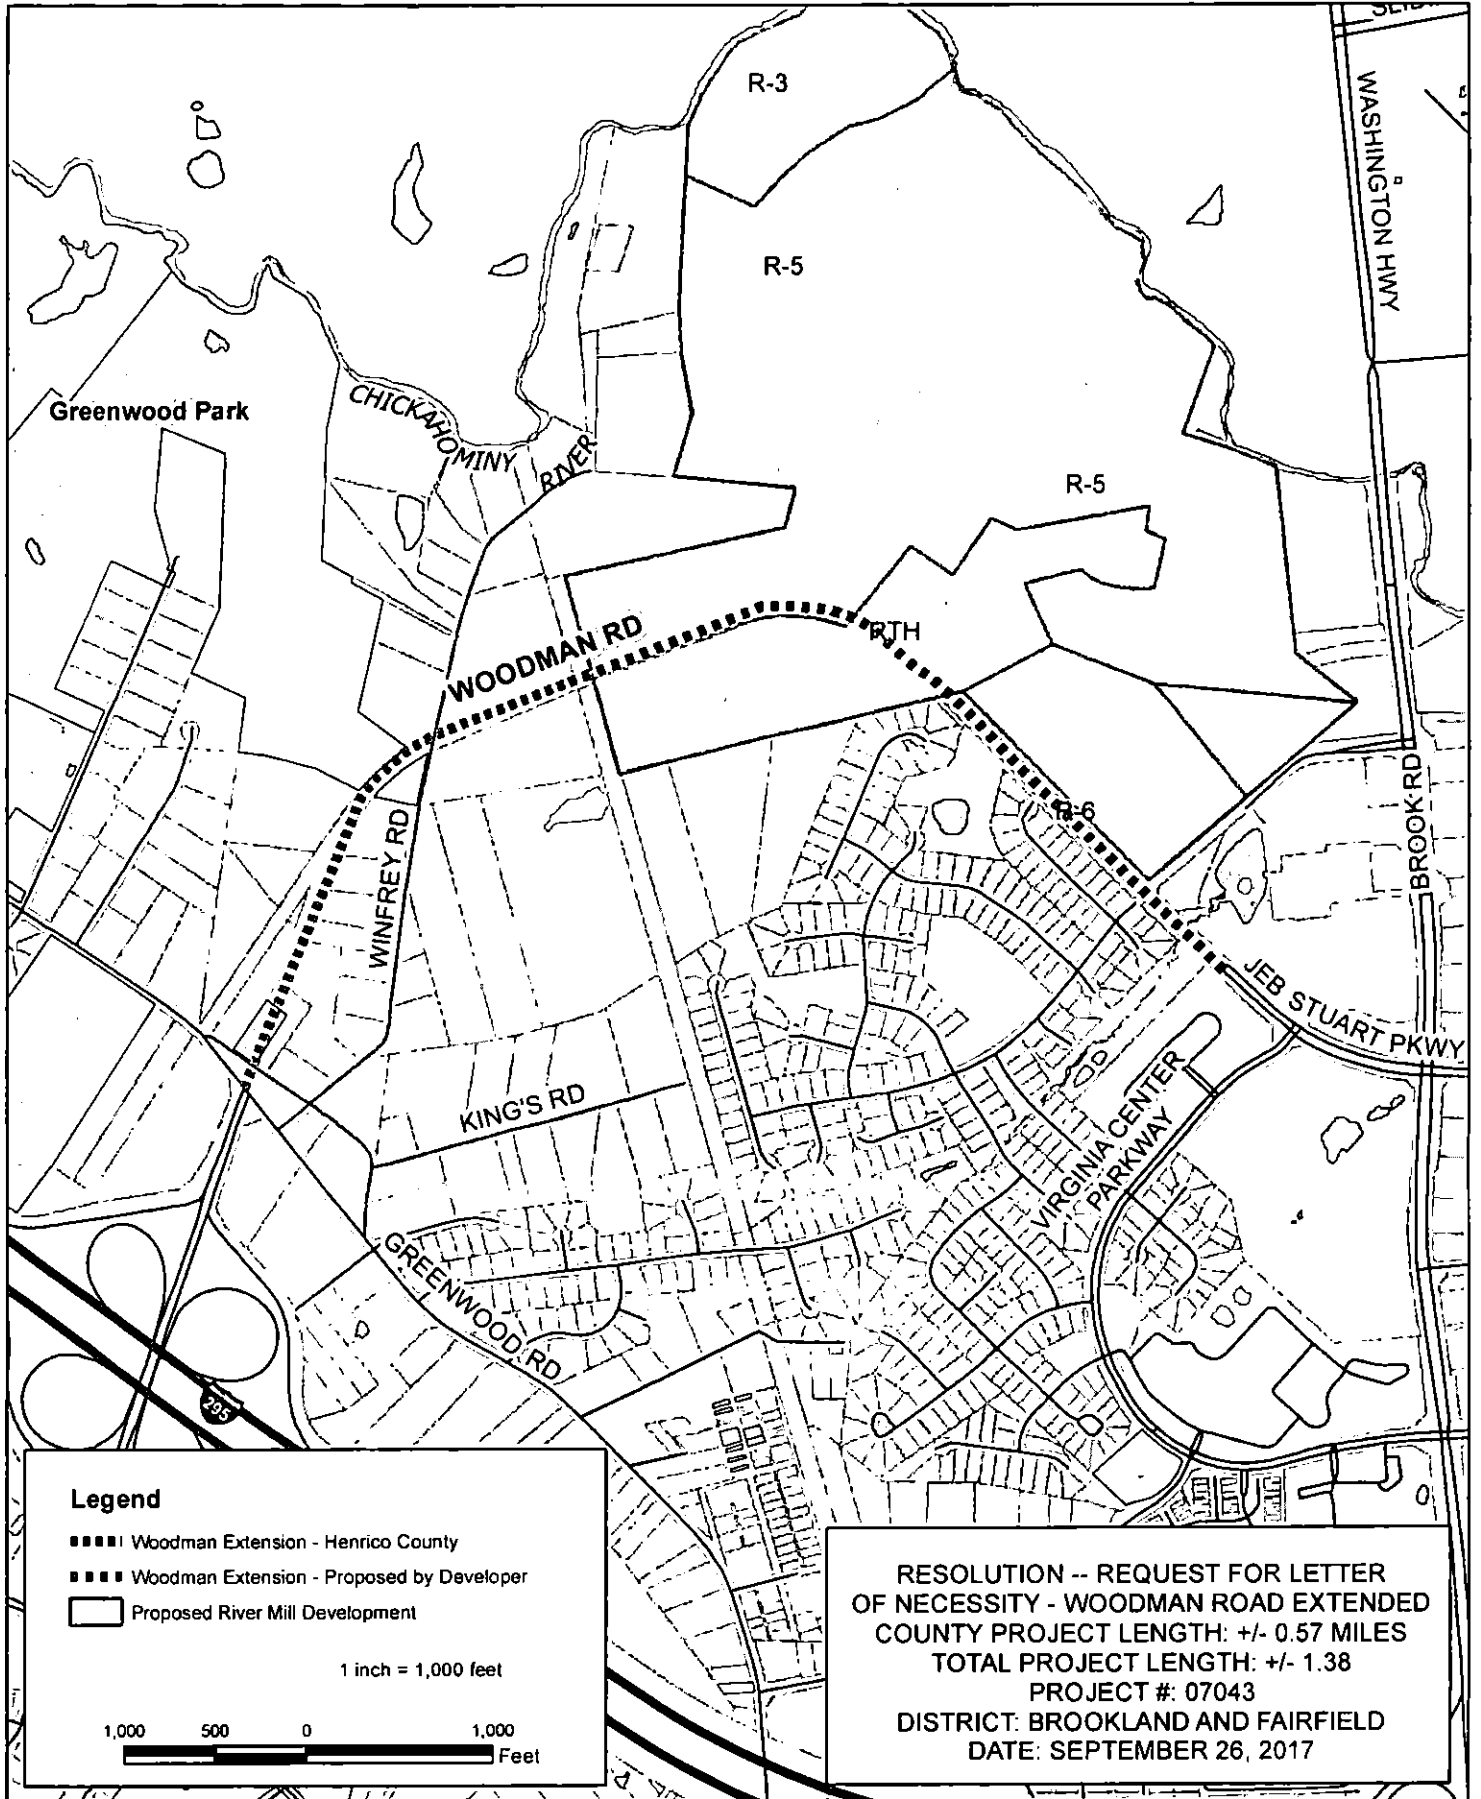 R-3
WASHINGTON HWY
R-5
Greenwood Park
CHICKAHOMINY
RIVER
R-5
WOODMAN RD
RTH
R-6
BROOK RD
WINFREY RD
JEB STUART PKWY
KING'S RD
VIRGINIA CENTER
PARKWAY
GREENWOOD RD
295
Legend
Woodman Extension - Henrico County
Woodman Extension - Proposed by Developer
Proposed River Mill Development
1 inch = 1,000 feet
1,000 500 0 1,000
Feet
RESOLUTION -- REQUEST FOR LETTER
OF NECESSITY - WOODMAN ROAD EXTENDED
COUNTY PROJECT LENGTH: +/- 0.57 MILES
TOTAL PROJECT LENGTH: +/- 1.38
PROJECT #: 07043
DISTRICT: BROOKLAND AND FAIRFIELD
DATE: SEPTEMBER 26, 2017